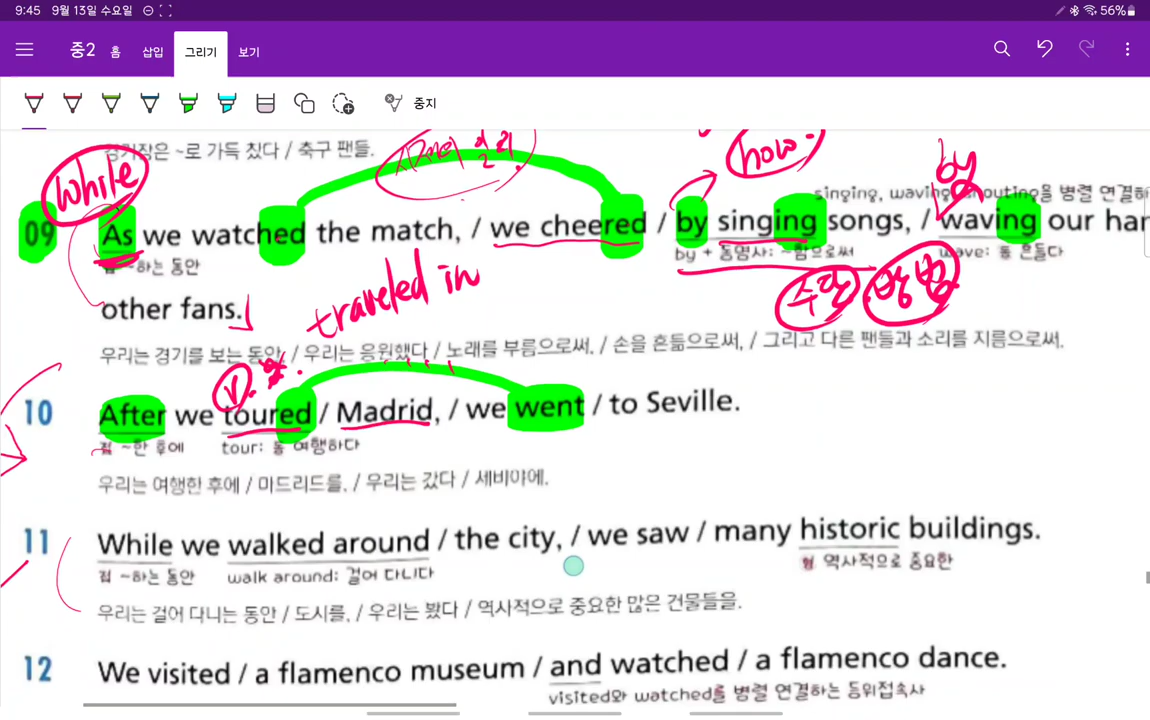 9:45 9월 13일 수요일 56%
중2 홈 삽입 그리기 보기
중지
경기장은 ~로 가득 찼다 / 축구 팬들.
시제의 일치
how
by
while
singing, waving, shouting을 병렬 연결하
09 As we watched the match, / we cheered / by singing songs, / waving our har
접 ~하는 동안
by + 동명사: ~함으로써
wave: 동 흔들다
수단 방법
other fans.
traveled in
우리는 경기를 보는 동안, / 우리는 응원했다 / 노래를 부름으로써, / 손을 흔듦으로써, / 그리고 다른 팬들과 소리를 지름으로써.
10 After we toured / Madrid, / we went / to Seville.
접 ~한 후에
tour: 동 여행하다
우리는 여행한 후에 / 마드리드를, / 우리는 갔다 / 세비야에.
11 While we walked around / the city, / we saw / many historic buildings.
접 ~하는 동안
walk around: 걸어 다니다
형 역사적으로 중요한
우리는 걸어 다니는 동안 / 도시를, / 우리는 봤다 / 역사적으로 중요한 많은 건물들을.
12 We visited / a flamenco museum / and watched / a flamenco dance.
visited와 watched를 병렬 연결하는 등위접속사